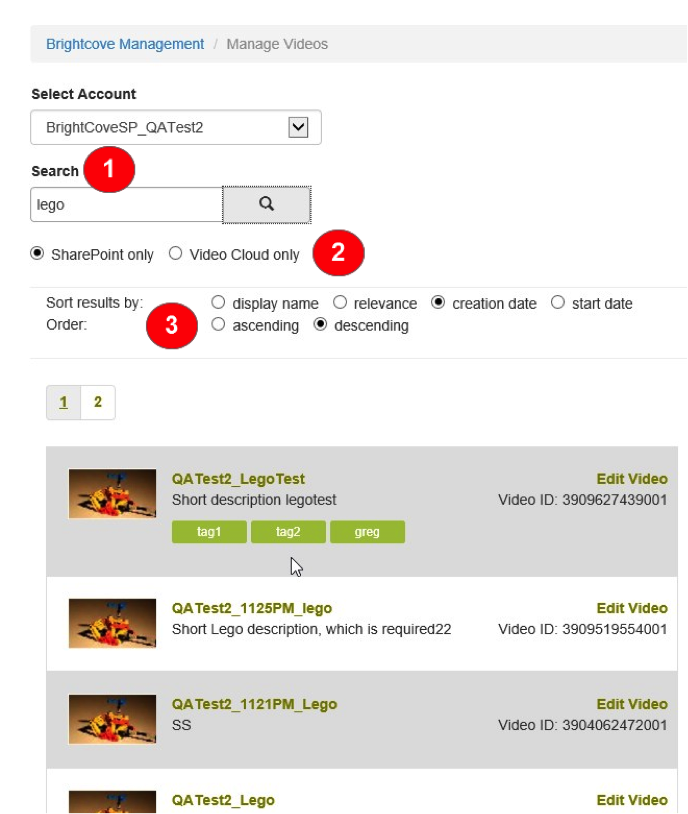 Brightcove Management / Manage Videos
Select Account
BrightCoveSP_QATest2
Search 1
lego
SharePoint only Video Cloud only 2
Sort results by: display name relevance creation date start date
Order: 3 ascending descending
1 2
QATest2_LegoTest Edit Video
Short description legotest Video ID: 3909627439001
tag1 tag2 greg
QATest2_1125PM_lego Edit Video
Short Lego description, which is required22 Video ID: 3909519554001
QATest2_1121PM_Lego Edit Video
SS Video ID: 3904062472001
QATest2_Lego Edit Video